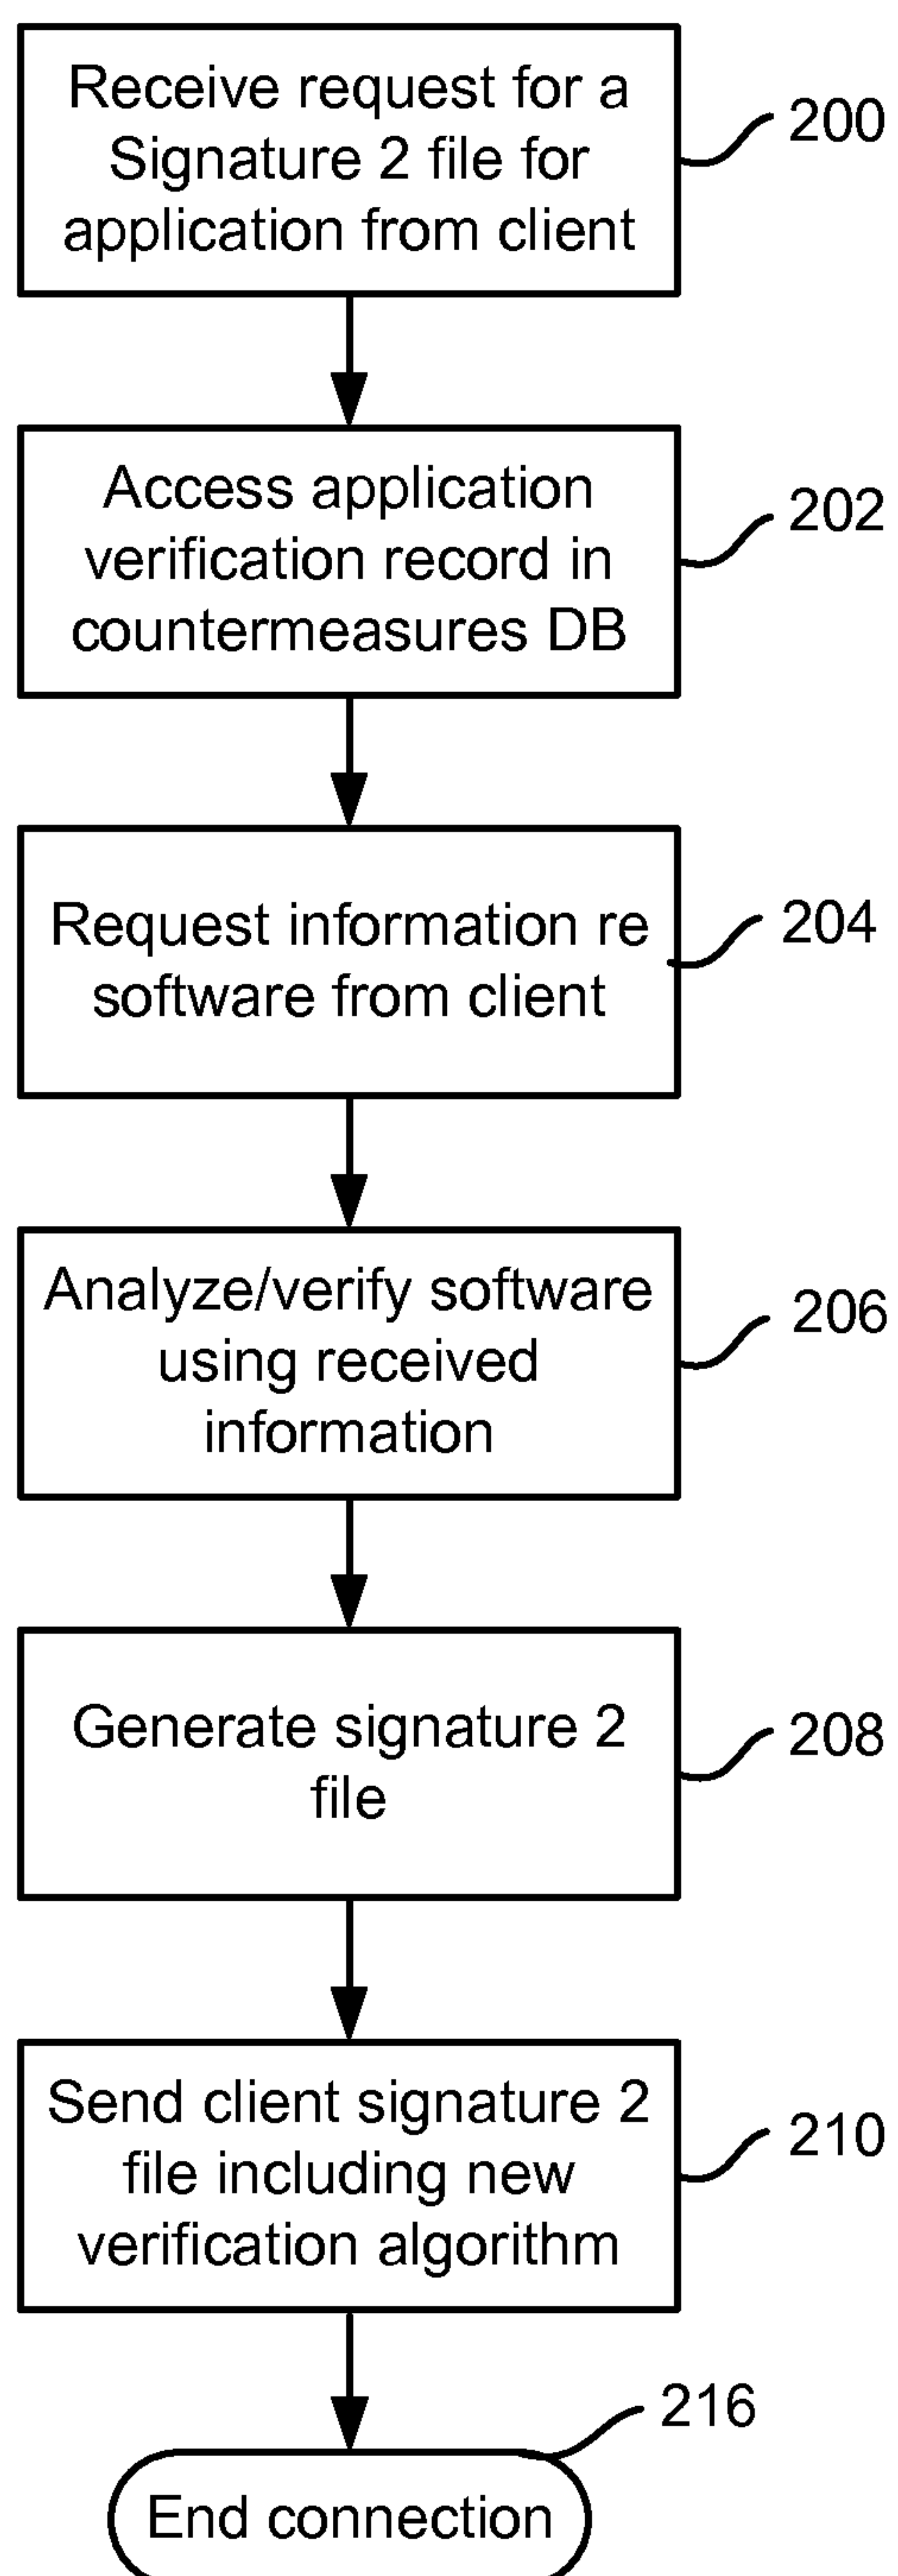 Receive request for a
Signature 2 file for
application from client
200
Access application
verification record in
countermeasures DB
202
Request information re
software from client
204
Analyze/verify software
using received
information
206
Generate signature 2
file
208
Send client signature 2
file including new
verification algorithm
210
216
End connection